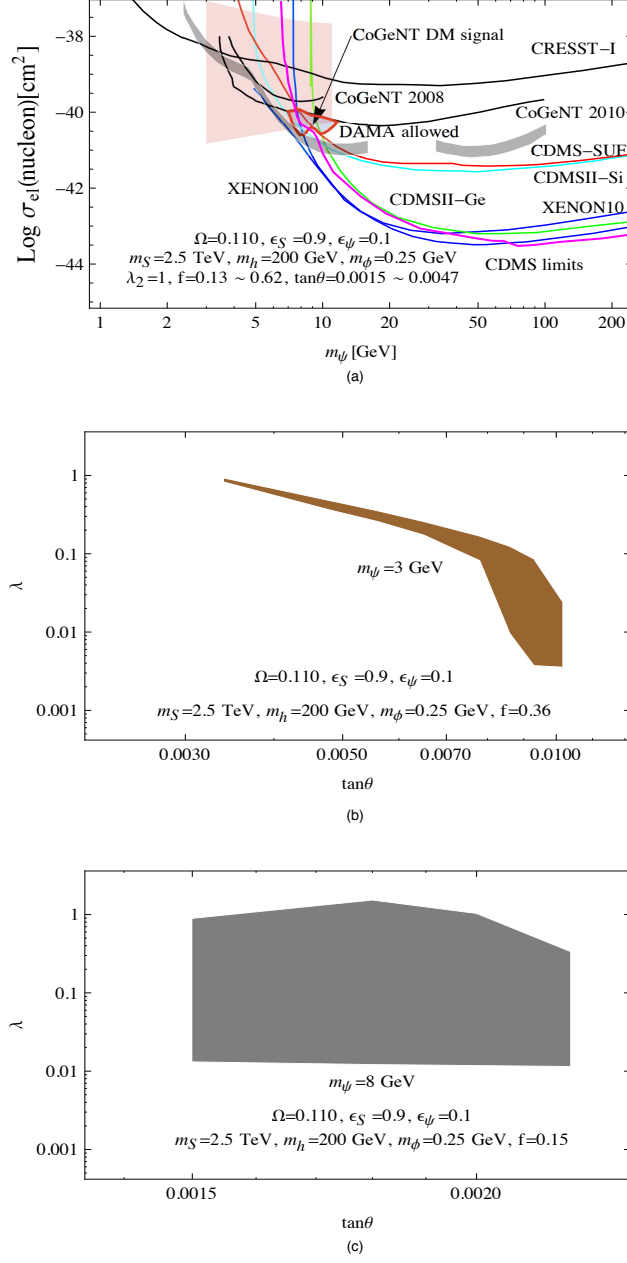 −38
−40
−42
−44
Log σel(nucleon)[cm²]
CoGeNT DM signal
CRESST−I
CoGeNT 2008
CoGeNT 2010
DAMA allowed
CDMS−SUF
XENON100
CDMSII−Si
CDMSII−Ge
XENON10
Ω=0.110, ϵS=0.9, ϵψ=0.1
mS=2.5 TeV, mh=200 GeV, mϕ=0.25 GeV
CDMS limits
λ2=1, f=0.13 ~ 0.62, tanθ=0.0015 ~ 0.0047
1 2 5 10 20 50 100 200
mψ [GeV]
(a)
1
0.1
0.01
0.001
λ
mψ=3 GeV
Ω=0.110, ϵS=0.9, ϵψ=0.1
mS=2.5 TeV, mh=200 GeV, mϕ=0.25 GeV, f=0.36
0.0030 0.0050 0.0070 0.0100
tanθ
(b)
1
0.1
0.01
0.001
λ
mψ=8 GeV
Ω=0.110, ϵS=0.9, ϵψ=0.1
mS=2.5 TeV, mh=200 GeV, mϕ=0.25 GeV, f=0.15
0.0015 0.0020
tanθ
(c)